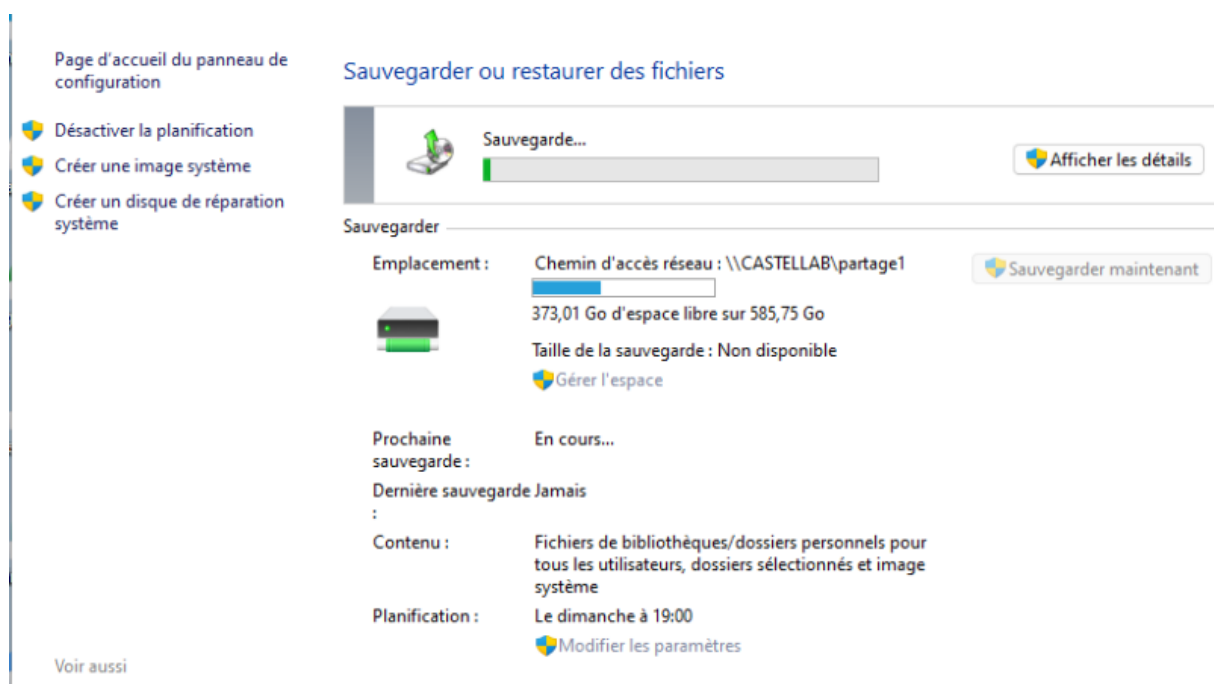 Page d'accueil du panneau de
configuration
Désactiver la planification
Créer une image système
Créer un disque de réparation
système
Voir aussi
Sauvegarder ou restaurer des fichiers
Sauvegarde...
Afficher les détails
Sauvegarder
Emplacement :
Chemin d'accès réseau : \\CASTELLAB\partage1
Sauvegarder maintenant
373,01 Go d'espace libre sur 585,75 Go
Taille de la sauvegarde : Non disponible
Gérer l'espace
Prochaine
sauvegarde :
En cours...
Dernière sauvegarde Jamais
:
Contenu :
Fichiers de bibliothèques/dossiers personnels pour
tous les utilisateurs, dossiers sélectionnés et image
système
Planification :
Le dimanche à 19:00
Modifier les paramètres